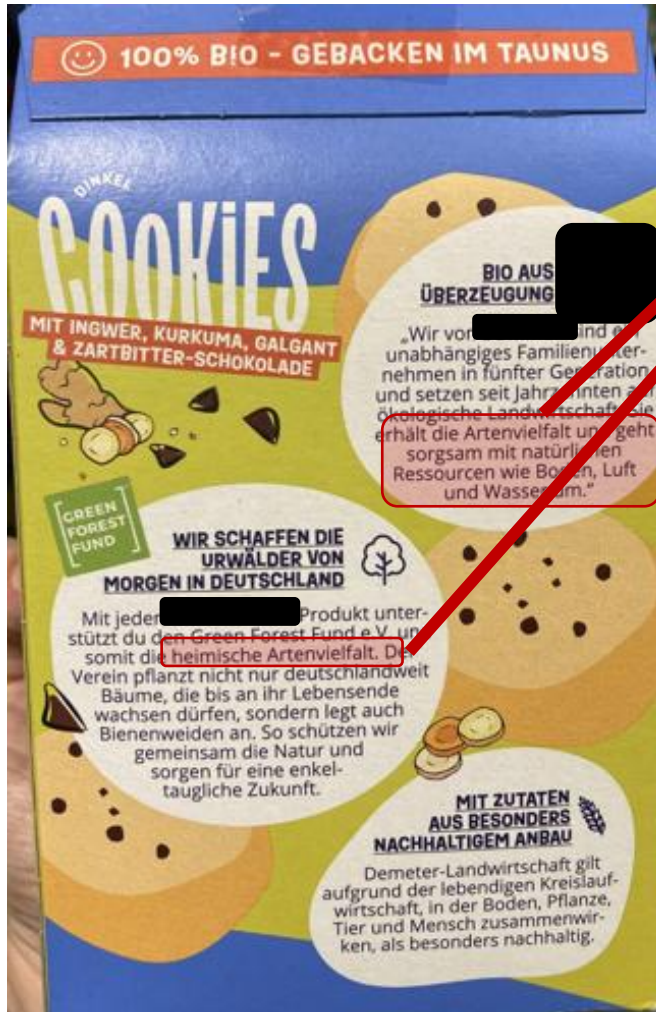 100% BIO - GEBACKEN IM TAUNUS
DINKEL
COOKIES
MIT INGWER, KURKUMA, GALGANT
& ZARTBITTER-SCHOKOLADE
BIO AUS
ÜBERZEUGUNG
„Wir von sind ein
unabhängiges Familienunter-
nehmen in fünfter Generation
und setzen seit Jahrzehnten auf
ökologische Landwirtschaft. Sie
erhält die Artenvielfalt und geht
sorgsam mit natürlichen
Ressourcen wie Boden, Luft
und Wasser um.“
GREEN
FOREST
FUND
WIR SCHAFFEN DIE
URWÄLDER VON
MORGEN IN DEUTSCHLAND
Mit jedem Produkt unter-
stützt du den Green Forest Fund e.V. und
somit die heimische Artenvielfalt. Der
Verein pflanzt nicht nur deutschlandweit
Bäume, die bis an ihr Lebensende
wachsen dürfen, sondern legt auch
Bienenweiden an. So schützen wir
gemeinsam die Natur und
sorgen für eine enkel-
taugliche Zukunft.
MIT ZUTATEN
AUS BESONDERS
NACHHALTIGEM ANBAU
Demeter-Landwirtschaft gilt
aufgrund der lebendigen Kreislauf-
wirtschaft, in der Boden, Pflanze,
Tier und Mensch zusammenwir-
ken, als besonders nachhaltig.